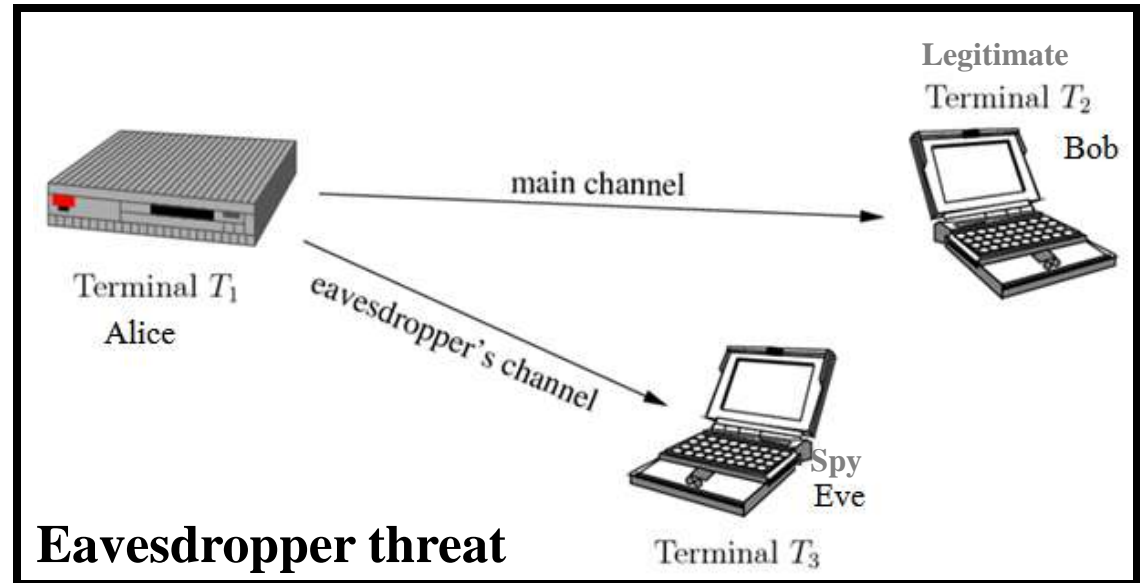 Legitimate
Terminal T₂
Bob
main channel
Terminal T₁
Alice
eavesdropper's channel
Spy
Eve
Terminal T₃
Eavesdropper threat